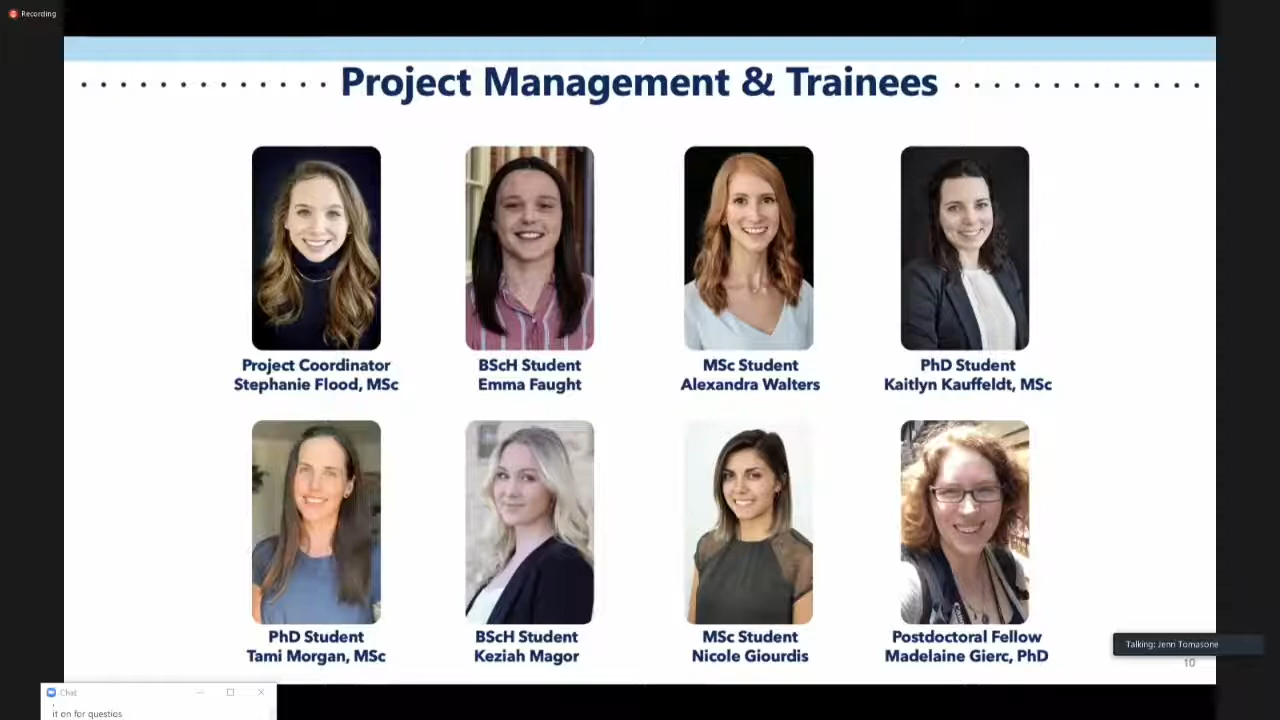 Recording
Project Management & Trainees
Project Coordinator
Stephanie Flood, MSc
BScH Student
Emma Faught
MSc Student
Alexandra Walters
PhD Student
Kaitlyn Kauffeldt, MSc
PhD Student
Tami Morgan, MSc
BScH Student
Keziah Magor
MSc Student
Nicole Giourdis
Postdoctoral Fellow
Madelaine Gierc, PhD
Talking: Jenn Tomasone
10
Chat
it on for questios